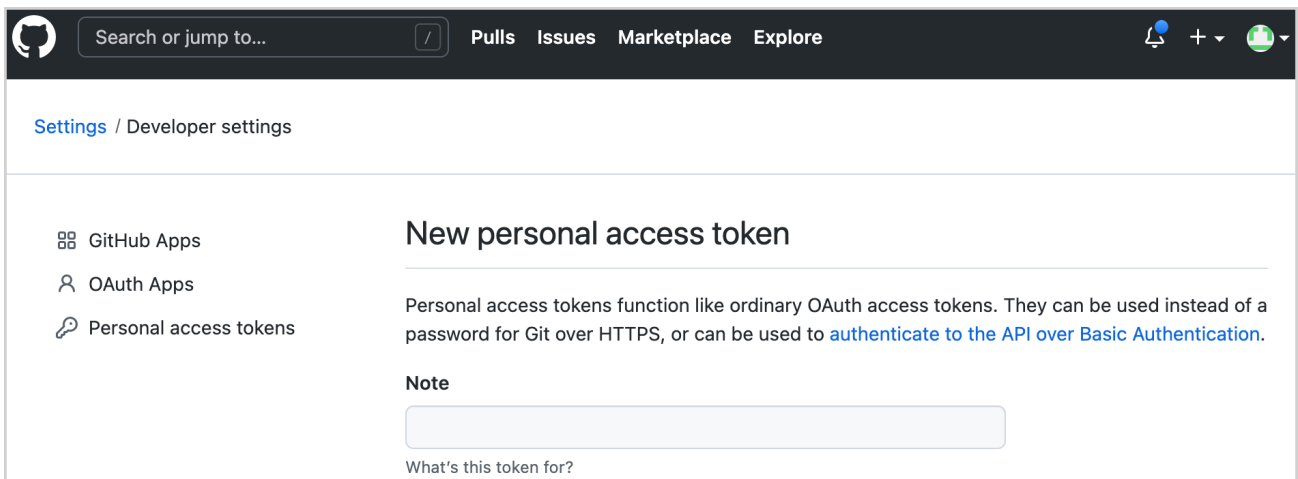 Search or jump to... /
Pulls Issues Marketplace Explore
Settings / Developer settings
GitHub Apps
OAuth Apps
Personal access tokens
New personal access token
Personal access tokens function like ordinary OAuth access tokens. They can be used instead of a
password for Git over HTTPS, or can be used to authenticate to the API over Basic Authentication.
Note
What's this token for?